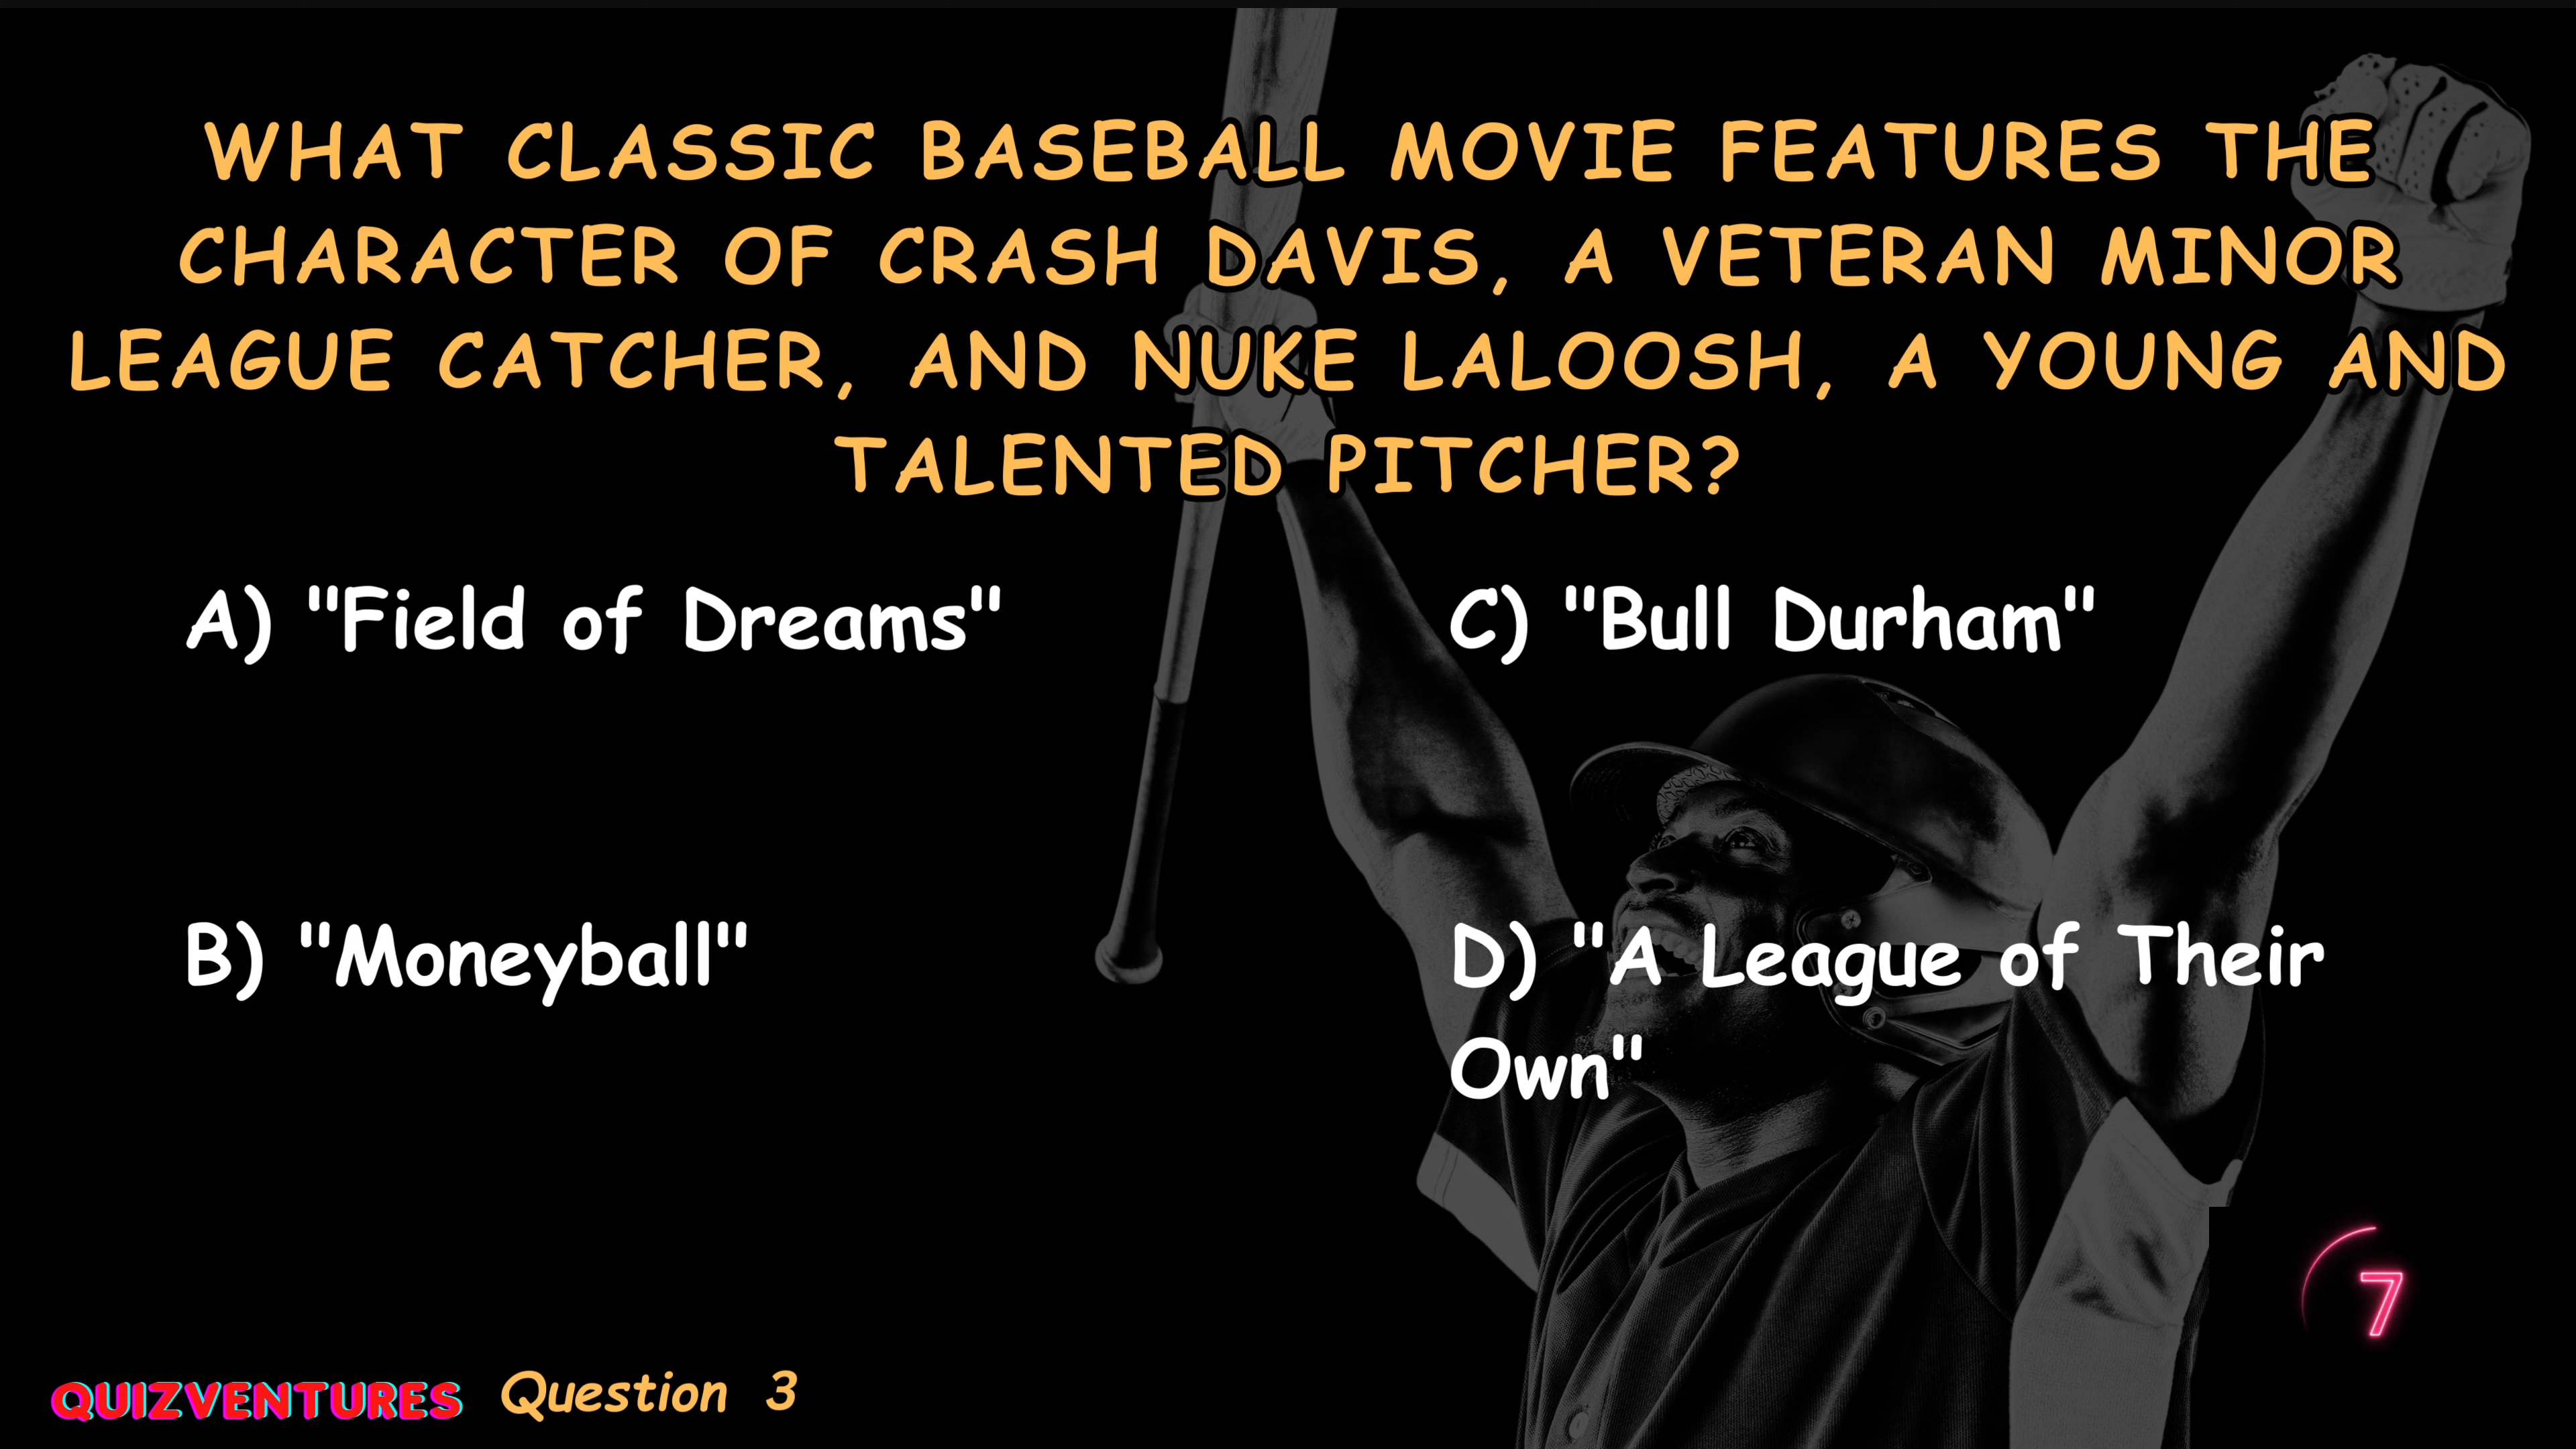 WHAT CLASSIC BASEBALL MOVIE FEATURES THE
CHARACTER OF CRASH DAVIS, A VETERAN MINOR
LEAGUE CATCHER, AND NUKE LALOOSH, A YOUNG AND
TALENTED PITCHER?
A) "Field of Dreams"
C) "Bull Durham"
B) "Moneyball"
D) "A League of Their
Own"
7
QUIZVENTURES Question 3